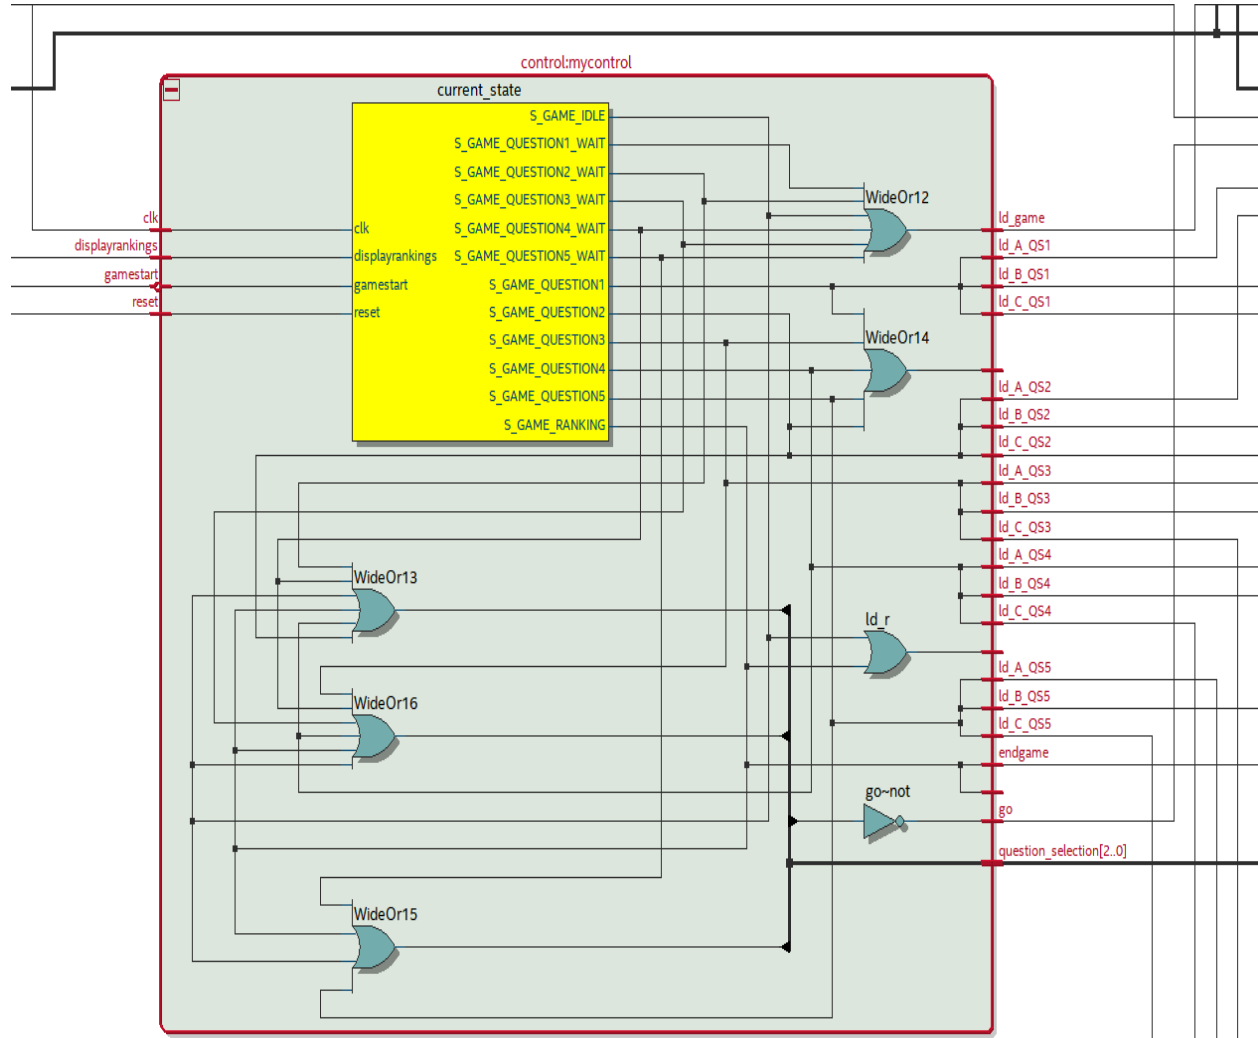 control:mycontrol
current_state
S_GAME_IDLE
S_GAME_QUESTION1_WAIT
S_GAME_QUESTION2_WAIT
S_GAME_QUESTION3_WAIT
S_GAME_QUESTION4_WAIT
S_GAME_QUESTION5_WAIT
S_GAME_QUESTION1
S_GAME_QUESTION2
S_GAME_QUESTION3
S_GAME_QUESTION4
S_GAME_QUESTION5
S_GAME_RANKING
clk
displayrankings
gamestart
reset
clk
displayrankings
gamestart
reset
WideOr12
WideOr14
WideOr13
WideOr16
WideOr15
ld_r
go~not
ld_game
ld_A_QS1
ld_B_QS1
ld_C_QS1
ld_A_QS2
ld_B_QS2
ld_C_QS2
ld_A_QS3
ld_B_QS3
ld_C_QS3
ld_A_QS4
ld_B_QS4
ld_C_QS4
ld_A_QS5
ld_B_QS5
ld_C_QS5
endgame
go
question_selection[2..0]